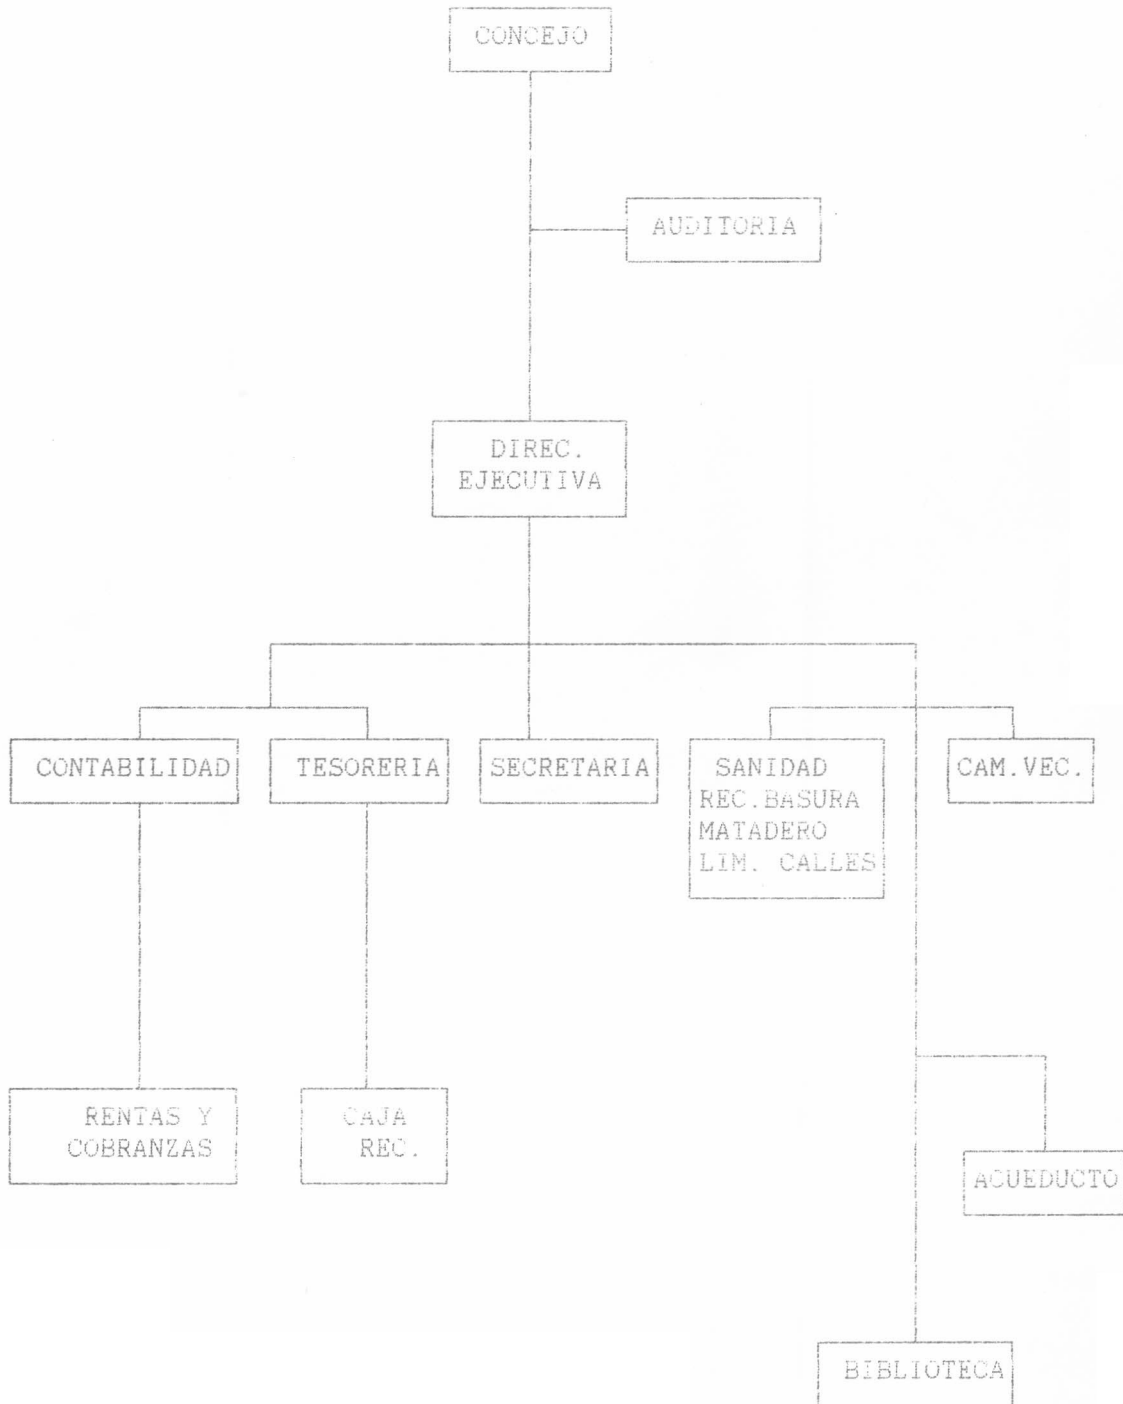 CONCEJO
AUDITORIA
DIREC.
EJECUTIVA
CONTABILIDAD
TESORERIA
SECRETARIA
SANIDAD
REC.BASURA
MATADERO
LIM. CALLES
CAM.VEC.
RENTAS Y
COBRANZAS
CAJA
REC.
ACUEDUCTO
BIBLIOTECA